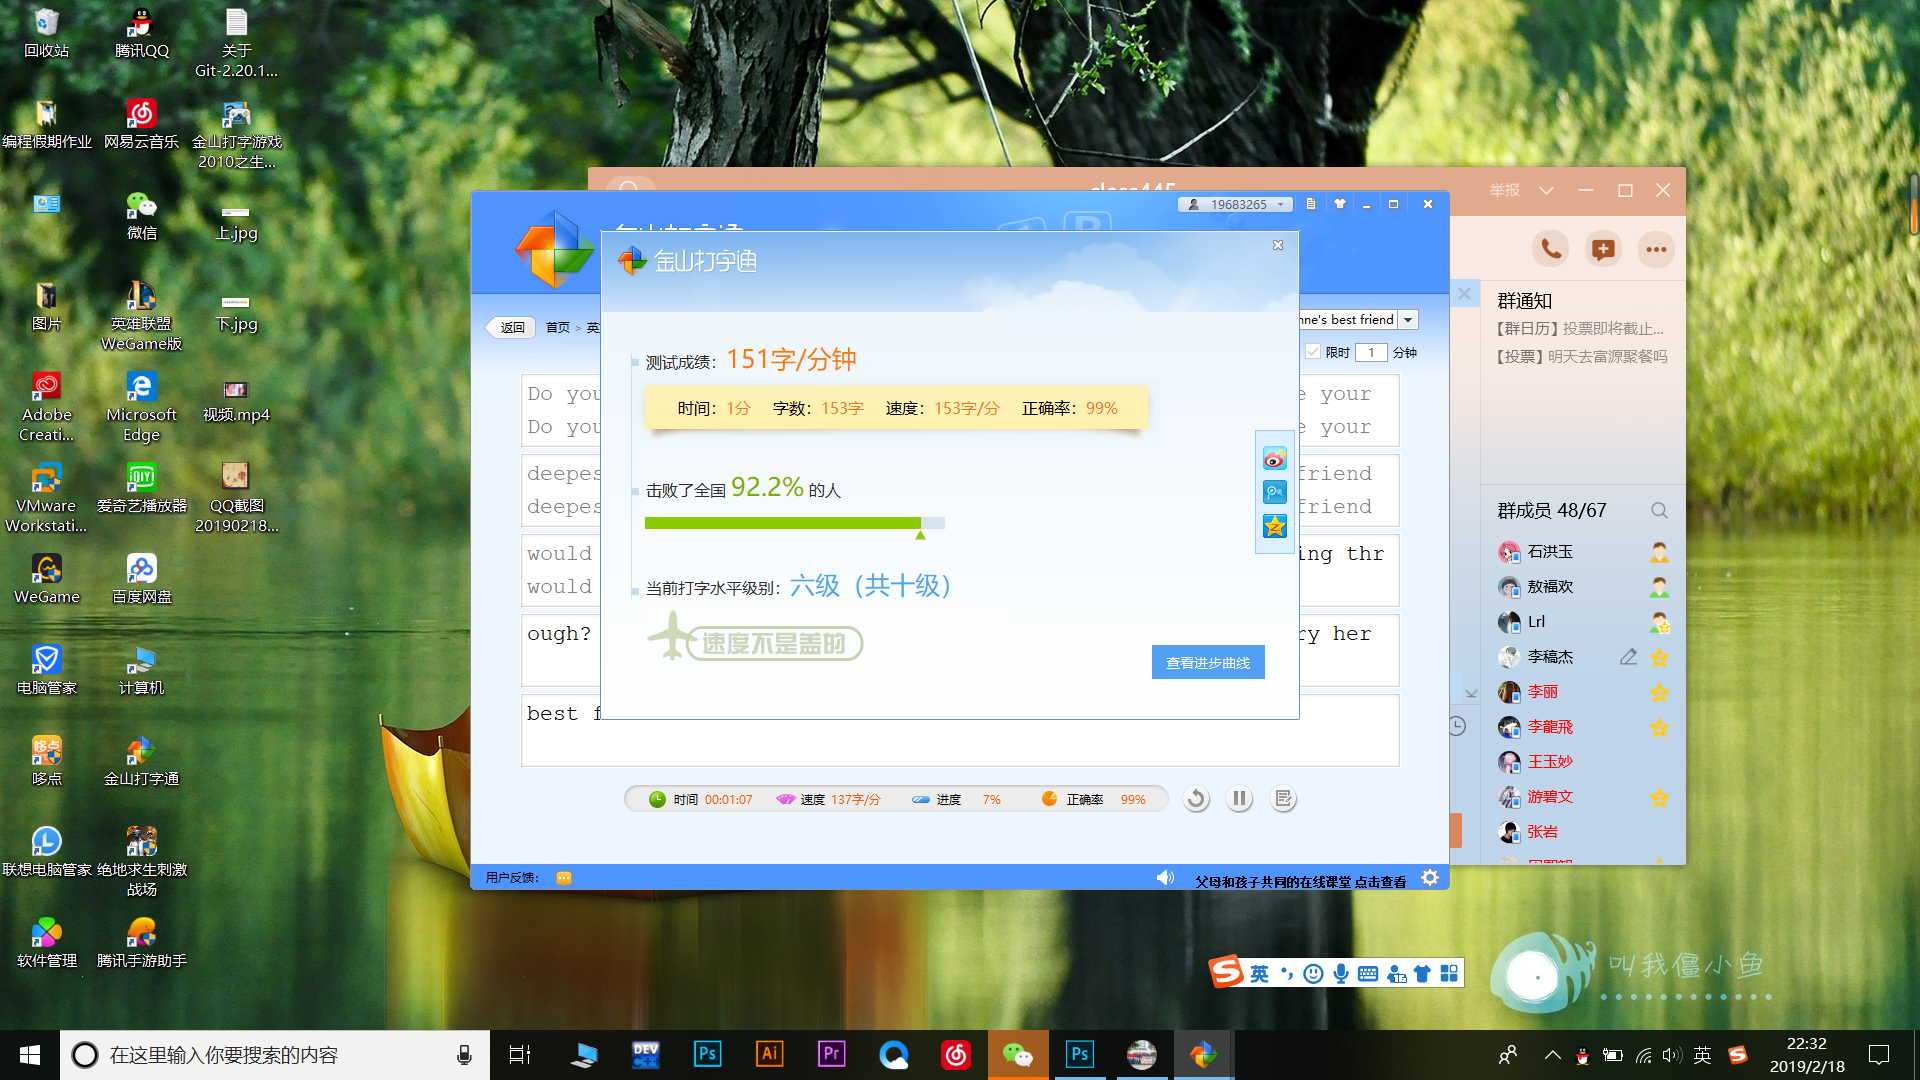 回收站
腾讯QQ
关于
Git-2.20.1...
编程假期作业
网易云音乐
金山打字游戏
2010之生...
微信
上.jpg
图片
英雄联盟
WeGame版
下.jpg
Adobe
Creati...
Microsoft
Edge
视频.mp4
VMware
Workstati...
爱奇艺播放器
QQ截图
20190218...
WeGame
百度网盘
电脑管家
计算机
哆点
金山打字通
联想电脑管家
绝地求生刺激
战场
软件管理
腾讯手游助手
class445
举报
19683265
金山打字通
返回
首页 > 英
nne's best friend
限时 1 分钟
金山打字通
测试成绩：151字/分钟
时间：1分 字数：153字 速度：153字/分 正确率：99%
击败了全国 92.2% 的人
当前打字水平级别：六级（共十级）
速度不是盖的
查看进步曲线
Do you
e your
Do you
e your
deepes
friend
deepes
friend
would
ing thr
would
ough?
ry her
best f
时间 00:01:07 速度 137字/分 进度 7% 正确率 99%
用户反馈：
父母和孩子共同的在线课堂 点击查看
群通知
【群日历】投票即将截止...
【投票】明天去富源聚餐吗
群成员 48/67
石洪玉
敖福欢
Lrl
李稿杰
李丽
李龍飛
王玉妙
游碧文
张岩
英
叫我僵小鱼
在这里输入你要搜索的内容
DEV
Ps
Ai
Pr
Ps
英
22:32
2019/2/18